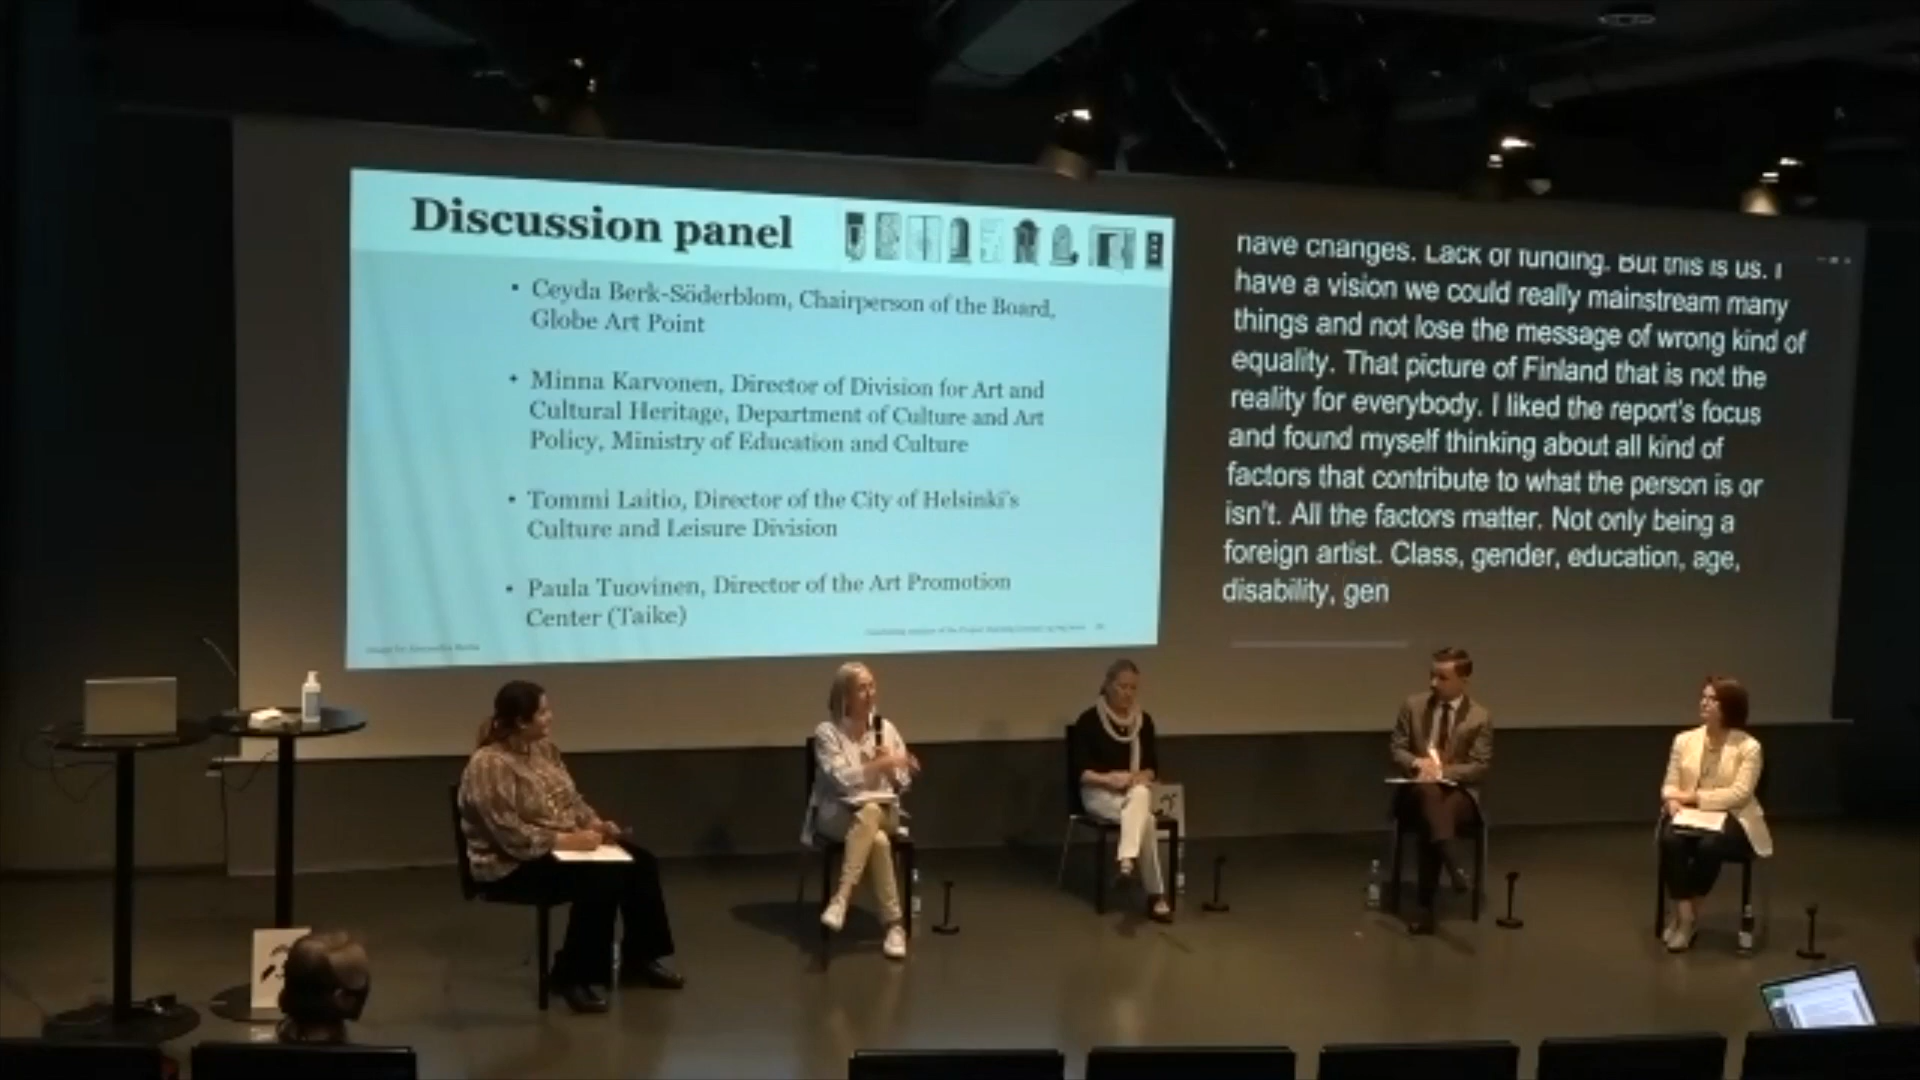 Discussion panel
• Ceyda Berk-Söderblom, Chairperson of the Board,
Globe Art Point
• Minna Karvonen, Director of Division for Art and
Cultural Heritage, Department of Culture and Art
Policy, Ministry of Education and Culture
• Tommi Laitio, Director of the City of Helsinki's
Culture and Leisure Division
• Paula Tuovinen, Director of the Art Promotion
Center (Taike)
have changes. Lack of funding. But this is us. I
have a vision we could really mainstream many
things and not lose the message of wrong kind of
equality. That picture of Finland that is not the
reality for everybody. I liked the report's focus
and found myself thinking about all kind of
factors that contribute to what the person is or
isn't. All the factors matter. Not only being a
foreign artist. Class, gender, education, age,
disability, gen